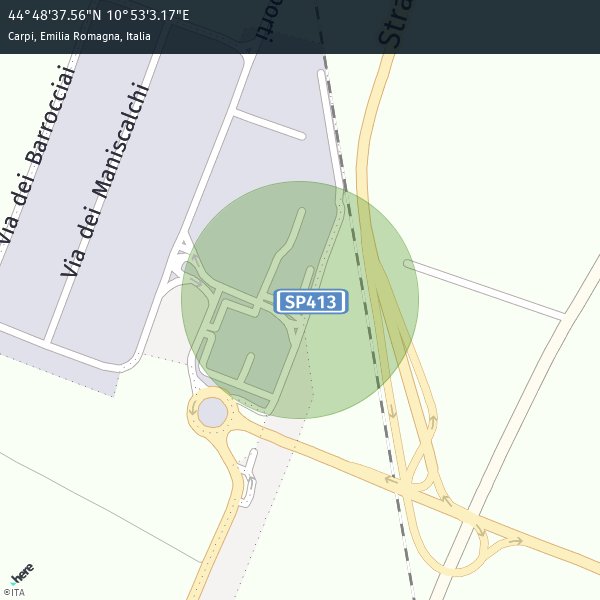 44°48'37.56"N 10°53'3.17"E
Carpi, Emilia Romagna, Italia
Via dei Barrocciai
Via dei Maniscalchi
SP413
here
©ITA